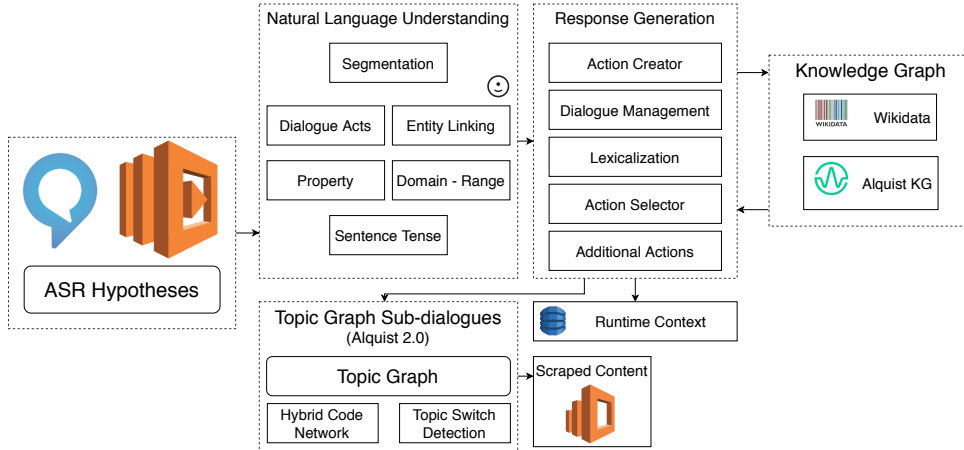 Natural Language Understanding
Segmentation
Dialogue Acts
Entity Linking
Property
Domain - Range
Sentence Tense
Response Generation
Action Creator
Dialogue Management
Lexicalization
Action Selector
Additional Actions
Knowledge Graph
WIKIDATA
Wikidata
Alquist KG
ASR Hypotheses
Topic Graph Sub-dialogues
(Alquist 2.0)
Topic Graph
Hybrid Code
Network
Topic Switch
Detection
Runtime Context
Scraped Content